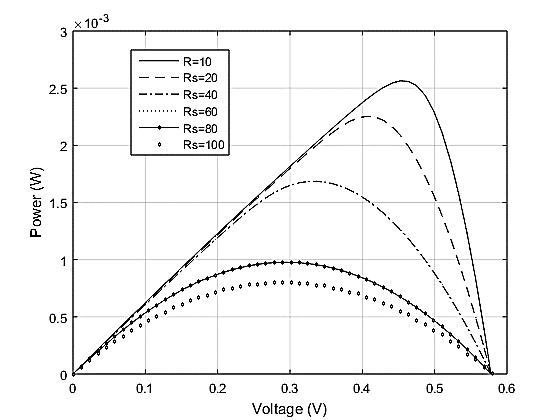 ×10⁻³
3
2.5
2
1.5
1
0.5
0
Power (W)
R=10
Rs=20
Rs=40
Rs=60
Rs=80
Rs=100
0 0.1 0.2 0.3 0.4 0.5 0.6
Voltage (V)